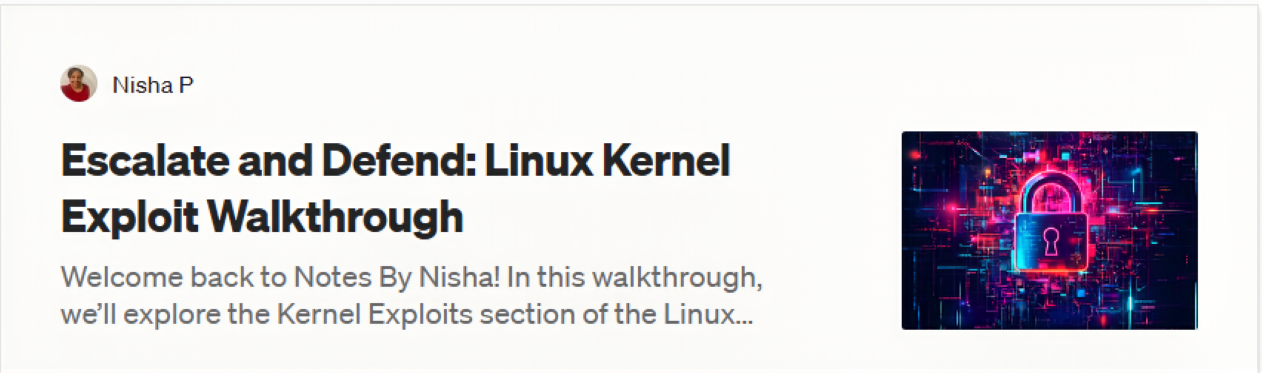 Nisha P
Escalate and Defend: Linux Kernel
Exploit Walkthrough
Welcome back to Notes By Nisha! In this walkthrough,
we’ll explore the Kernel Exploits section of the Linux...